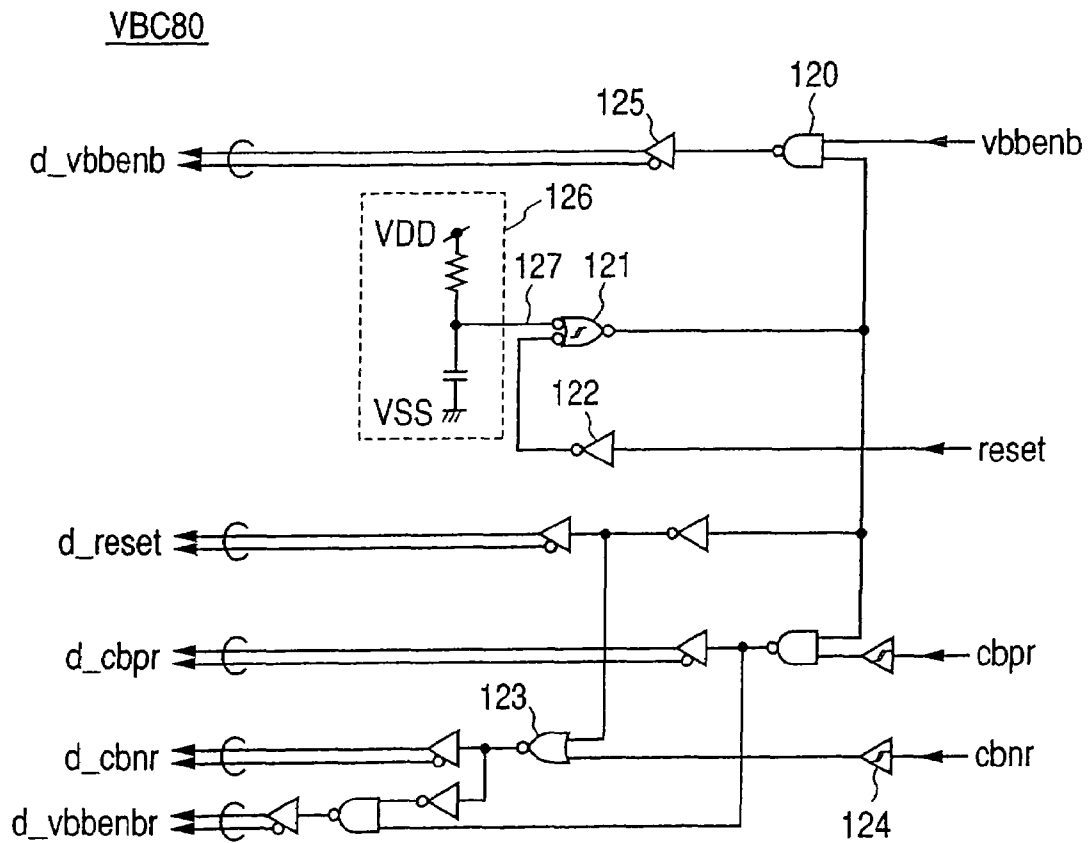 VBC80
125
120
vbbenb
d_vbbenb
126
VDD
127
121
VSS
122
reset
d_reset
d_cbpr
cbpr
123
d_cbnr
cbnr
124
d_vbbenbr